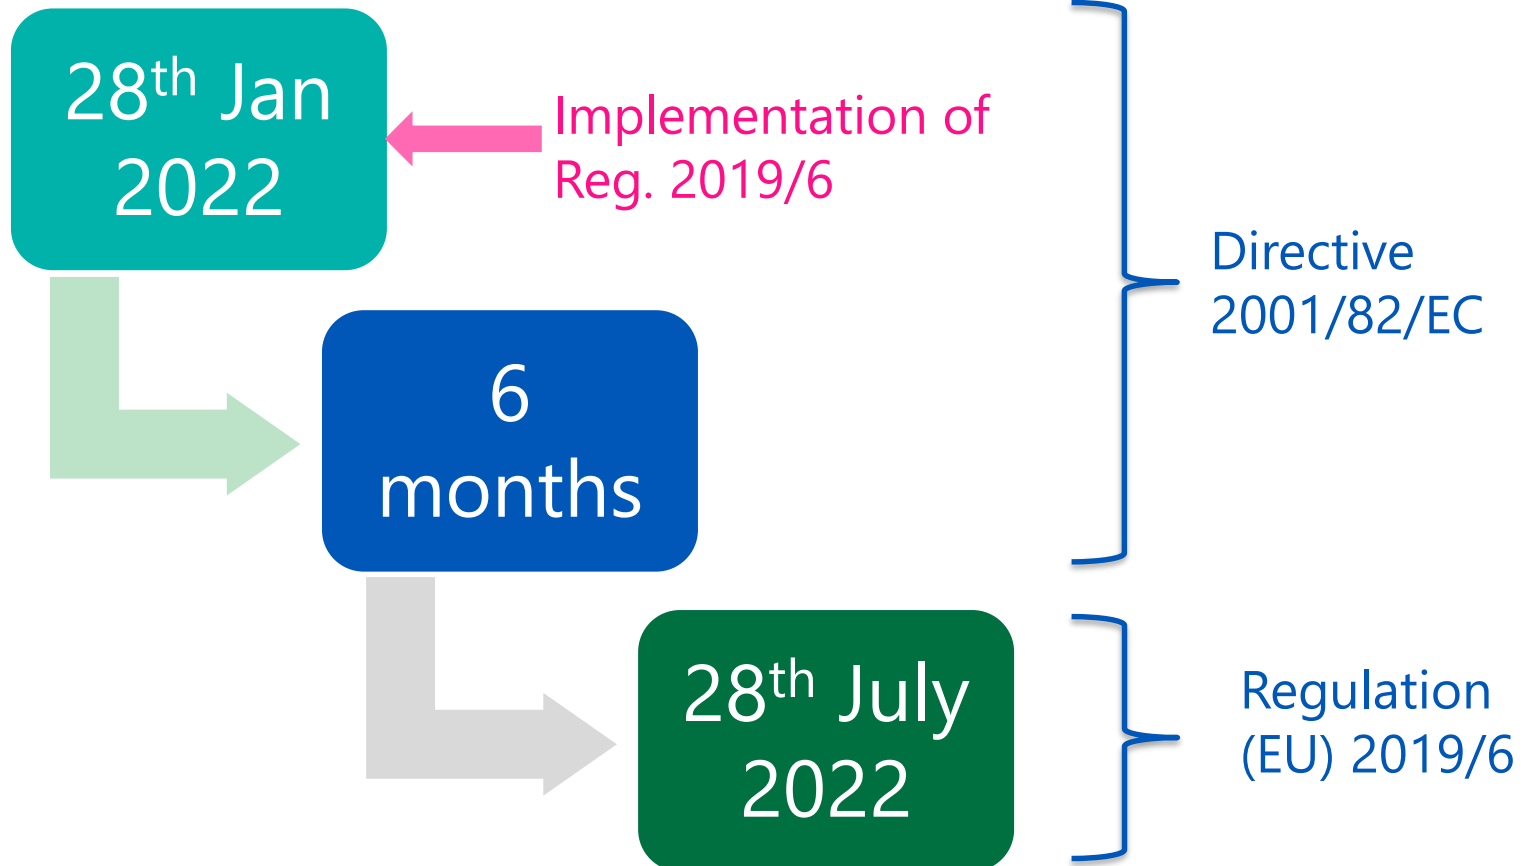 28th Jan
2022
Implementation of
Reg. 2019/6
Directive
2001/82/EC
6
months
28th July
2022
Regulation
(EU) 2019/6